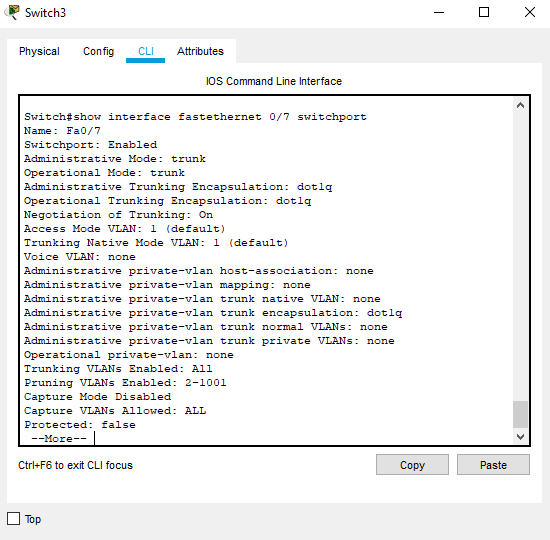 Switch3
Physical Config CLI Attributes
IOS Command Line Interface
Switch#show interface fastethernet 0/7 switchport
Name: Fa0/7
Switchport: Enabled
Administrative Mode: trunk
Operational Mode: trunk
Administrative Trunking Encapsulation: dot1q
Operational Trunking Encapsulation: dot1q
Negotiation of Trunking: On
Access Mode VLAN: 1 (default)
Trunking Native Mode VLAN: 1 (default)
Voice VLAN: none
Administrative private-vlan host-association: none
Administrative private-vlan mapping: none
Administrative private-vlan trunk native VLAN: none
Administrative private-vlan trunk encapsulation: dot1q
Administrative private-vlan trunk normal VLANs: none
Administrative private-vlan trunk private VLANs: none
Operational private-vlan: none
Trunking VLANs Enabled: All
Pruning VLANs Enabled: 2-1001
Capture Mode Disabled
Capture VLANs Allowed: ALL
Protected: false
--More--
Ctrl+F6 to exit CLI focus Copy Paste
Top